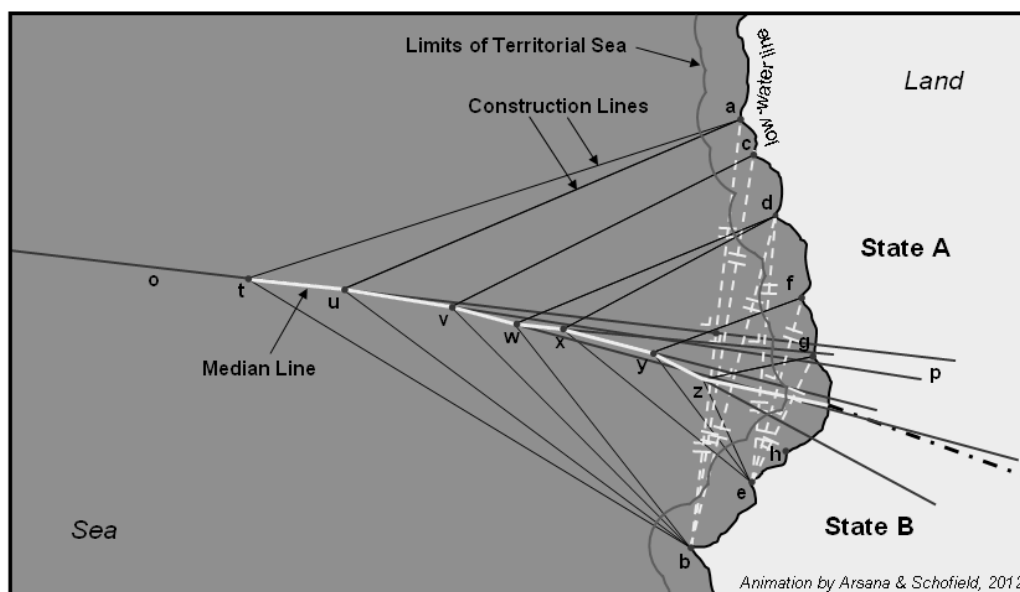 Limits of Territorial Sea
low-water line
Land
Construction Lines
a
c
d
State A
f
o
t
u
v
w
x
y
g
z
p
Median Line
h
e
Sea
State B
b
Animation by Arsana & Schofield, 2012